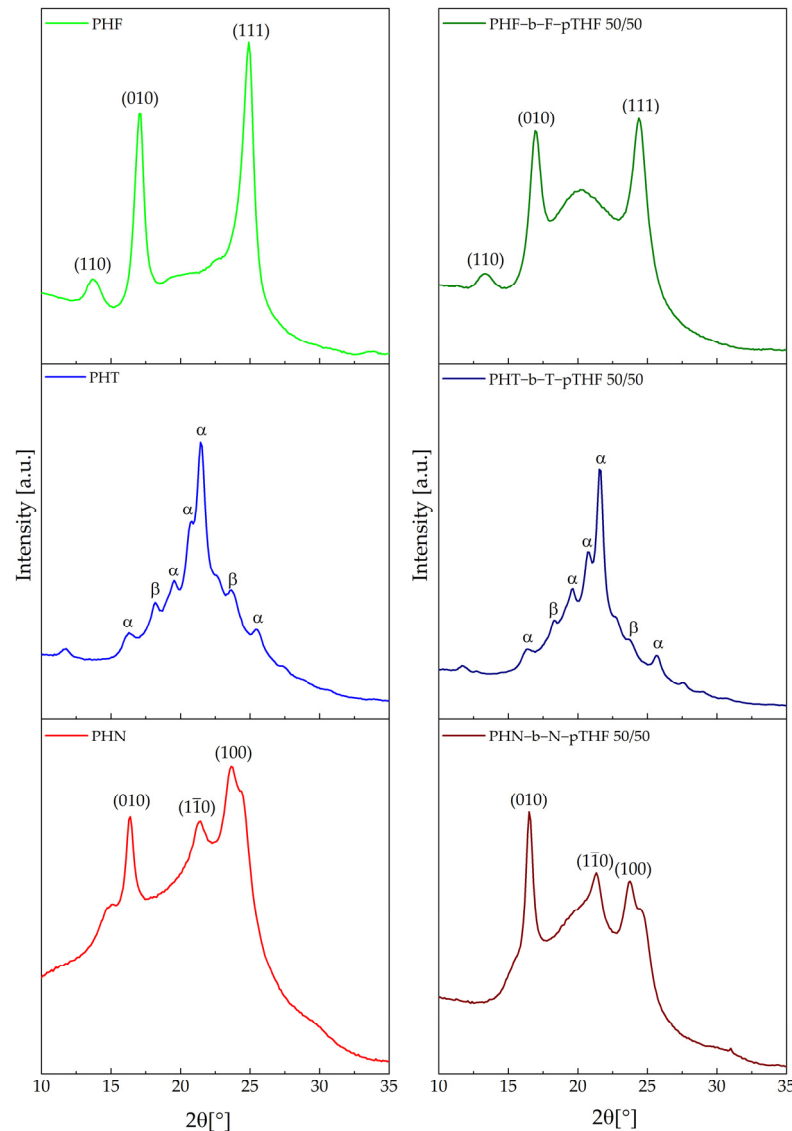 PHF
(110)
(010)
(111)
PHF–b–F–pTHF 50/50
(110)
(010)
(111)
PHT
α
β
α
α
α
β
α
PHT–b–T–pTHF 50/50
α
β
α
α
α
β
α
Intensity [a.u.]
Intensity [a.u.]
PHN
(010)
(11̅0)
(100)
PHN–b–N–pTHF 50/50
(010)
(11̅0)
(100)
10 15 20 25 30 35
10 15 20 25 30 35
2θ[°]
2θ[°]